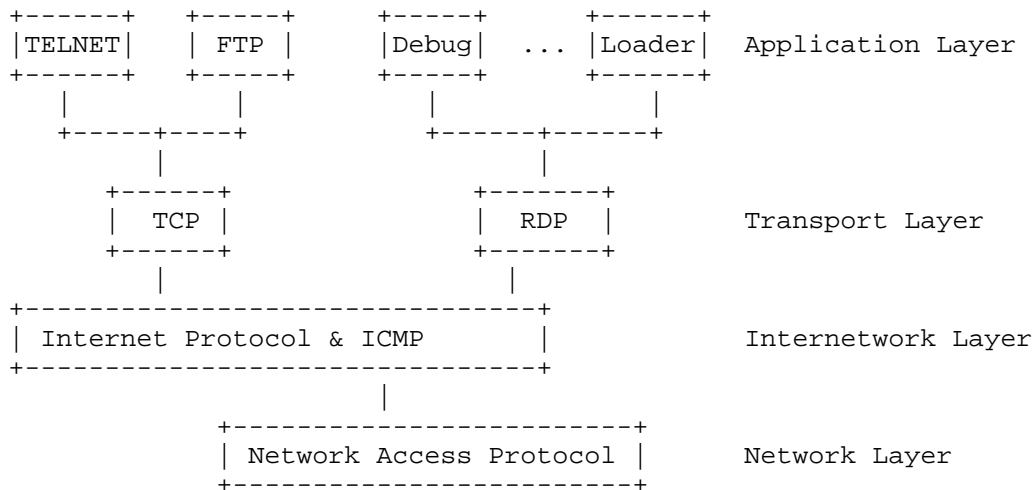 TELNET FTP Debug ... Loader Application Layer
TCP RDP Transport Layer
Internet Protocol & ICMP Internetwork Layer
Network Access Protocol Network Layer